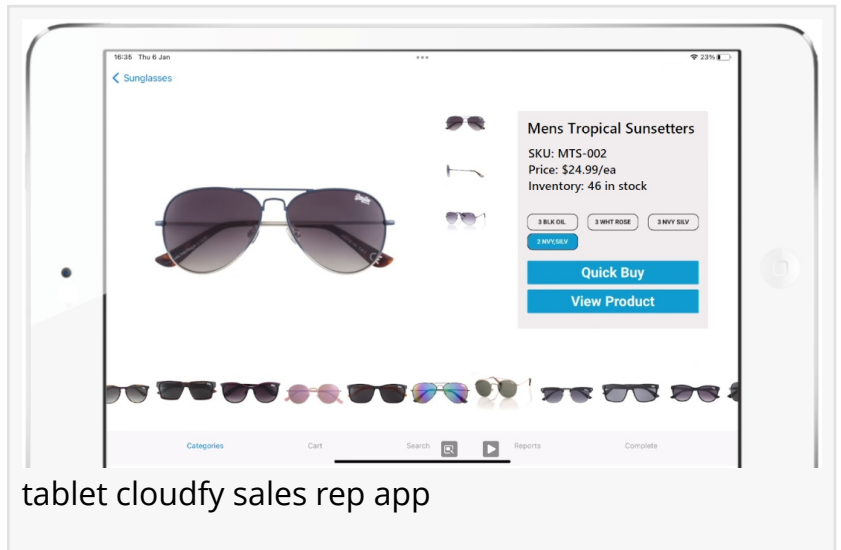 16:35 Thu 6 Jan
23%
Sunglasses
Mens Tropical Sunsetters
SKU: MTS-002
Price: $24.99/ea
Inventory: 46 in stock
3 BLK OIL 3 WHT ROSE 3 NVY SILV
2 NVY,SILV
Quick Buy
View Product
Categories Cart Search Reports Complete
tablet cloudfy sales rep app